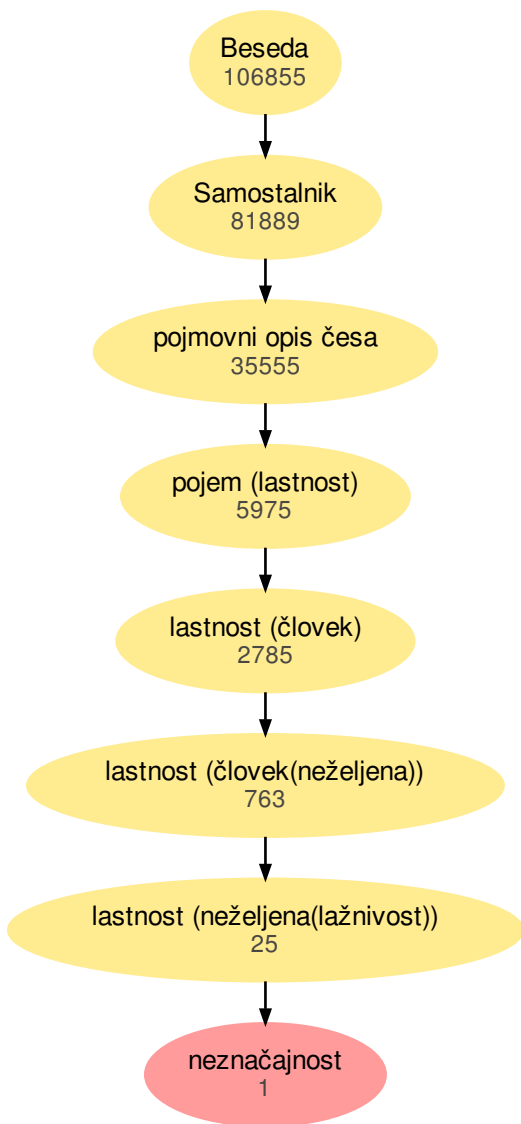 Beseda
106855
Samostalnik
81889
pojmovni opis česa
35555
pojem (lastnost)
5975
lastnost (človek)
2785
lastnost (človek(neželjena))
763
lastnost (neželjena(lažnivost))
25
neznačajnost
1